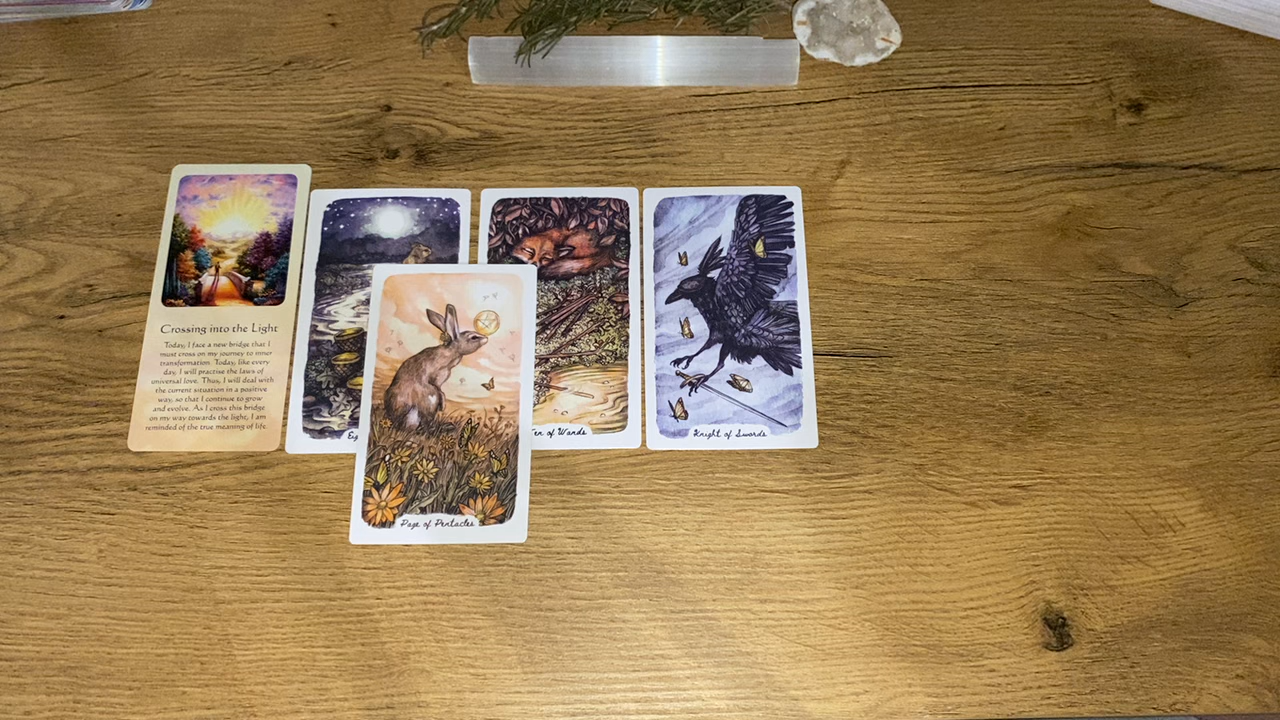 Crossing into the Light
Today, I face a new bridge that I
must cross on my journey to inner
transformation. Today, like every
day, I will practise the laws of
universal love. Thus, I will deal with
the current situation in a positive
way, so that I continue to grow
and evolve. As I cross this bridge
on my way towards the light, I am
reminded of the true meaning of life.
Page of Pentacles
of Wands
Knight of Swords